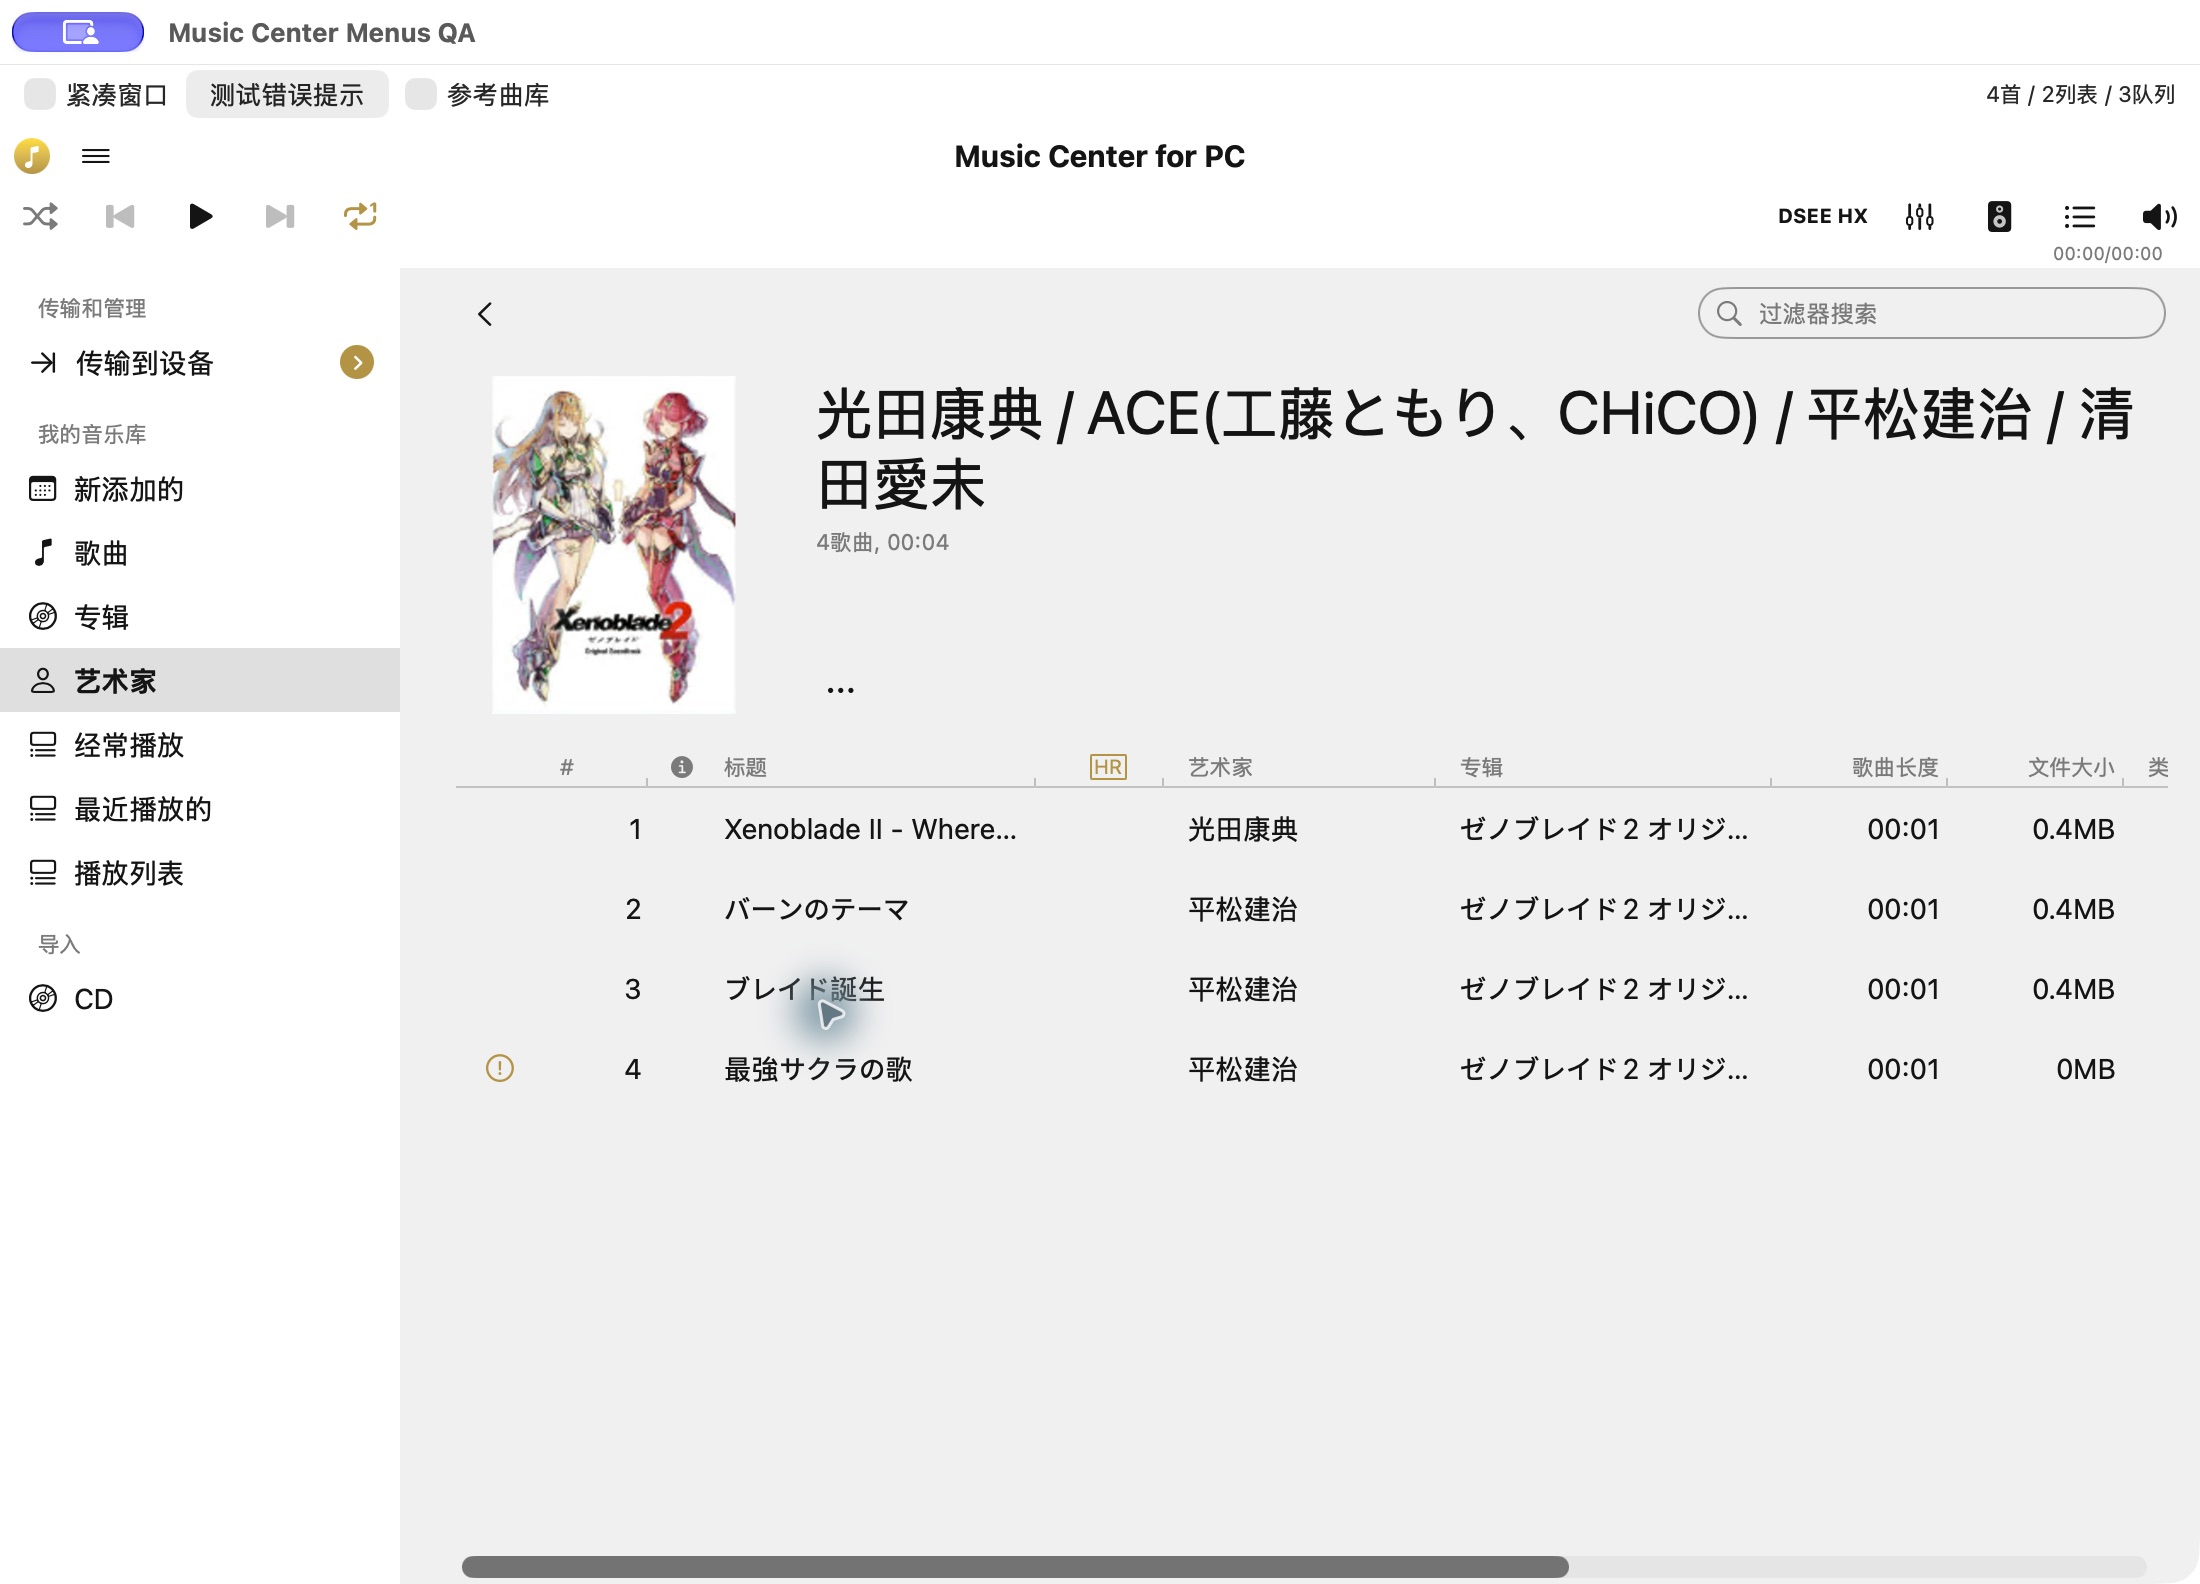 Music Center Menus QA
紧凑窗口 测试错误提示 参考曲库 4首 / 2列表 / 3队列
Music Center for PC
DSEE HX
00:00/00:00
传输和管理
传输到设备
我的音乐库
新添加的
歌曲
专辑
艺术家
经常播放
最近播放的
播放列表
导入
CD
过滤器搜索
Xenoblade2
ゼノブレイド
Original Soundtrack
光田康典 / ACE(工藤ともり、CHiCO) / 平松建治 / 清
田愛未
4歌曲, 00:04
...
# 标题 HR 艺术家 专辑 歌曲长度 文件大小 类
1 Xenoblade II - Where... 光田康典 ゼノブレイド2 オリジ... 00:01 0.4MB
2 バーンのテーマ 平松建治 ゼノブレイド2 オリジ... 00:01 0.4MB
3 ブレイド誕生 平松建治 ゼノブレイド2 オリジ... 00:01 0.4MB
4 最強サクラの歌 平松建治 ゼノブレイド2 オリジ... 00:01 0MB